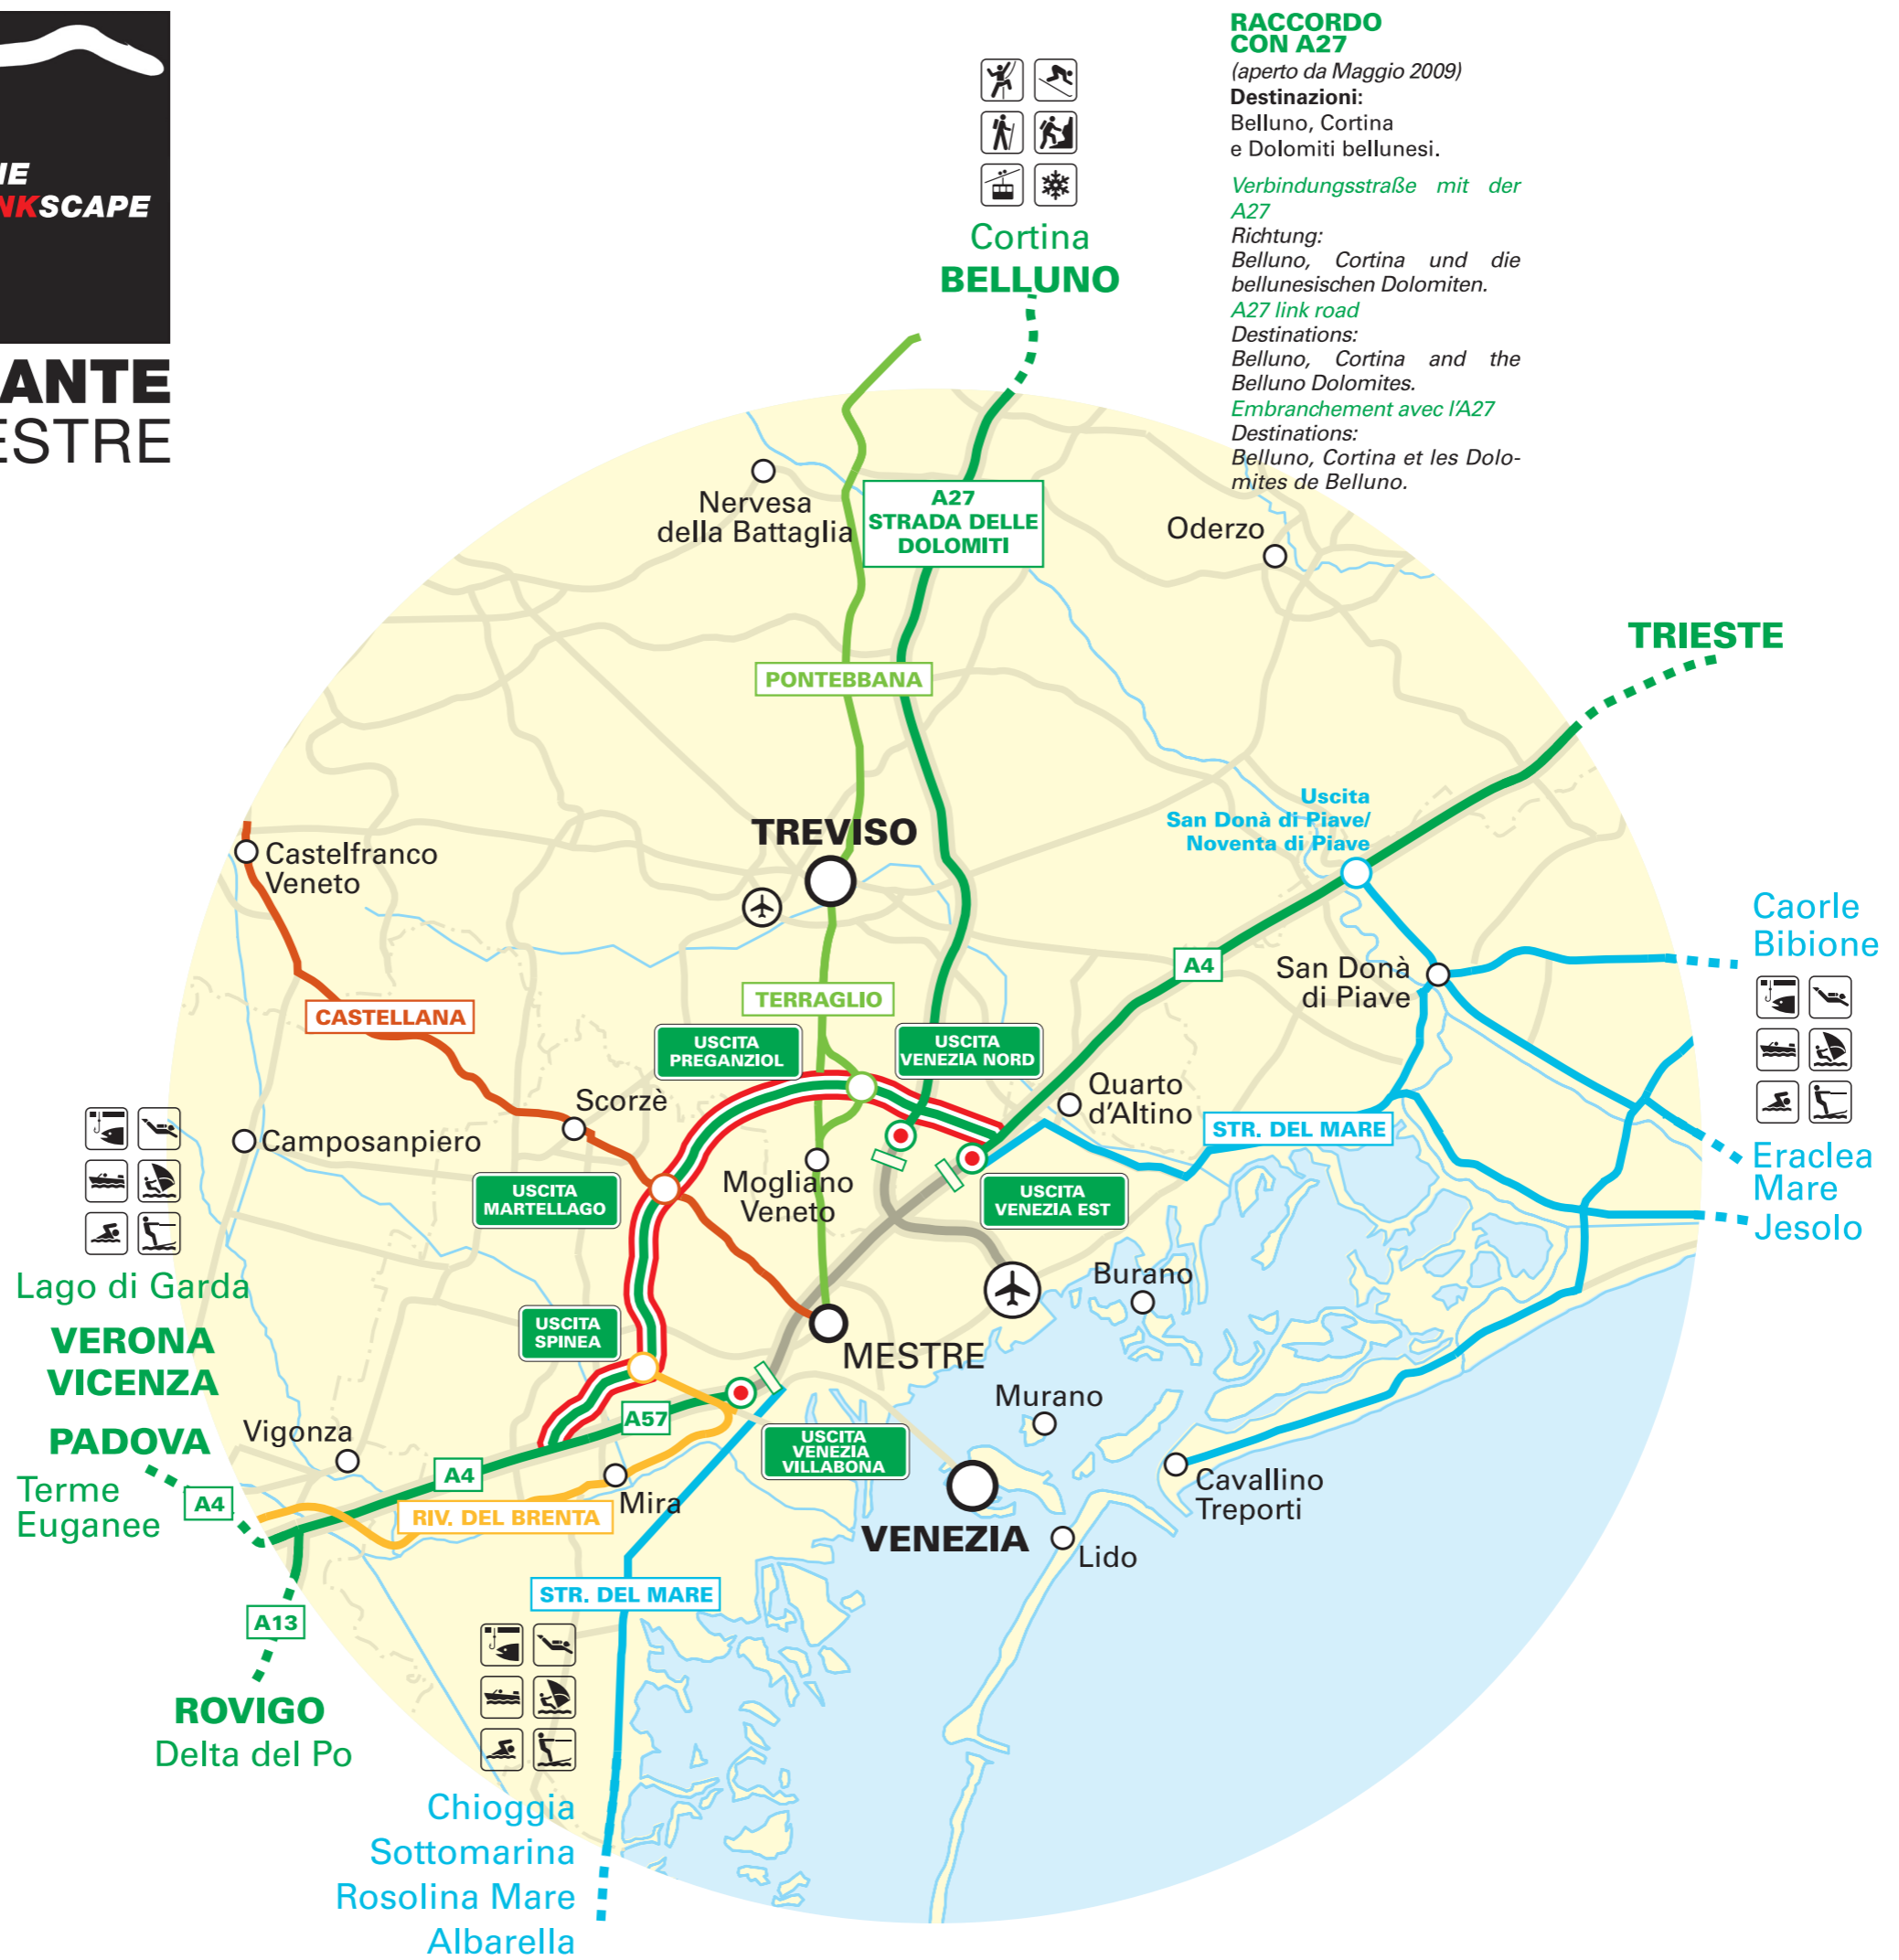 NKSCAPE
ANTE
ESTRE
RACCORDO
CON A27
(aperto da Maggio 2009)
Destinazioni:
Belluno, Cortina
e Dolomiti bellunesi.
Verbindungsstraße mit der
A27
Richtung:
Belluno, Cortina und die
bellunesischen Dolomiten.
A27 link road
Destinations:
Belluno, Cortina and the
Belluno Dolomites.
Embranchement avec l'A27
Destinations:
Belluno, Cortina et les Dolo-
mites de Belluno.
Cortina
BELLUNO
Nervesa
della Battaglia
A27
STRADA DELLE
DOLOMITI
Oderzo
TRIESTE
PONTEBBANA
Uscita
San Donà di Piave/
Noventa di Piave
TREVISO
Castelfranco
Veneto
Caorle
Bibione
A4
San Donà
di Piave
TERRAGLIO
CASTELLANA
USCITA
PREGANZIOL
USCITA
VENEZIA NORD
Quarto
d'Altino
Scorzè
STR. DEL MARE
Camposanpiero
Eraclea
Mare
Jesolo
USCITA
MARTELLAGO
Mogliano
Veneto
USCITA
VENEZIA EST
Lago di Garda
Burano
USCITA
SPINEA
VERONA
VICENZA
MESTRE
Murano
A57
PADOVA
Vigonza
USCITA
VENEZIA
VILLABONA
A4
Terme
Euganee
A4
Mira
Cavallino
Treporti
RIV. DEL BRENTA
VENEZIA
Lido
STR. DEL MARE
A13
ROVIGO
Delta del Po
Chioggia
Sottomarina
Rosolina Mare
Albarella